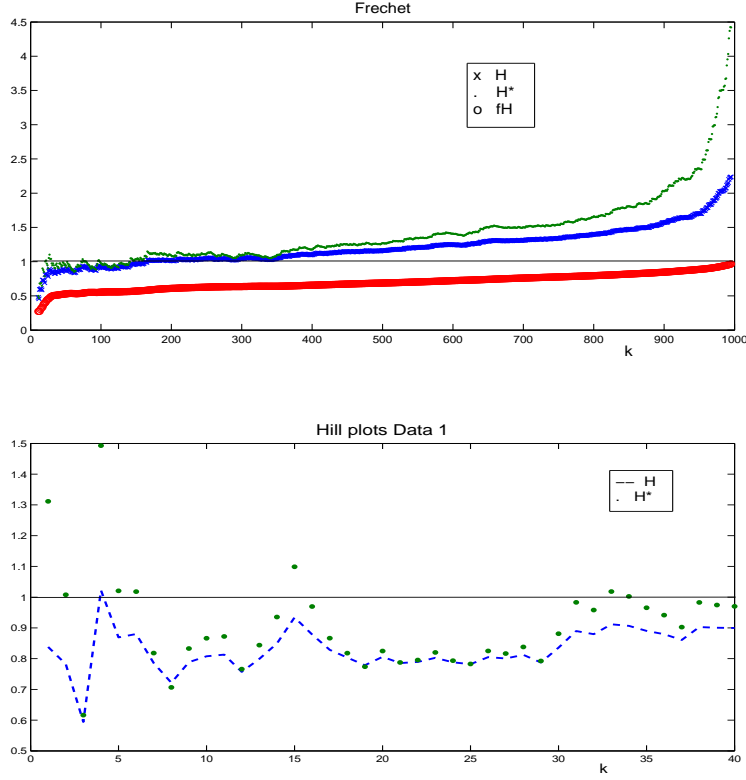 Frechet
4.5
4
3.5
3
2.5
2
1.5
1
0.5
0
x H
. H*
o fH
0 100 200 300 400 500 600 700 800 900 1000
k
Hill plots Data 1
1.5
1.4
1.3
1.2
1.1
1
0.9
0.8
0.7
0.6
0.5
−− H
. H*
0 5 10 15 20 25 30 35 40
k